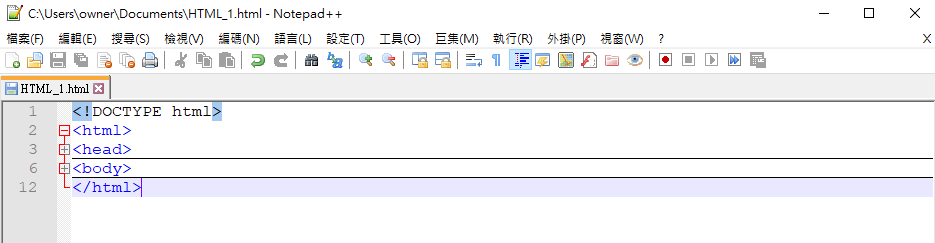 C:\Users\owner\Documents\HTML_1.html - Notepad++
檔案(F) 編輯(E) 搜尋(S) 檢視(V) 編碼(N) 語言(L) 設定(T) 工具(O) 巨集(M) 執行(R) 外掛(P) 視窗(W) ? X
HTML_1.html
1 <!DOCTYPE html>
2 <html>
3 <head>
6 <body>
12 </html>